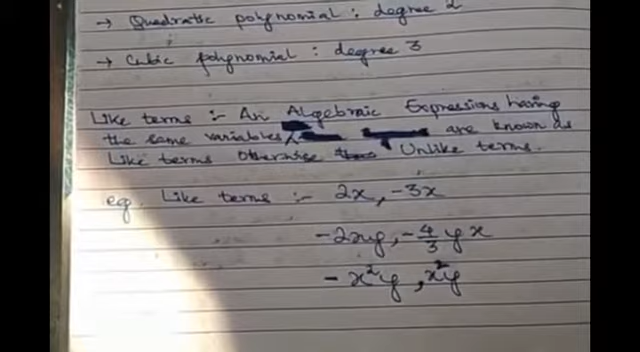 → Quadratic polynomial : degree 2
→ Cubic polynomial : degree 3
Like terms :- An Algebraic Expressions having
the same variables are known as
Like terms Otherwise Unlike terms.
eg. Like terms :- 2x, -3x
-2xy, -4/3 yx
- x²y, x²y